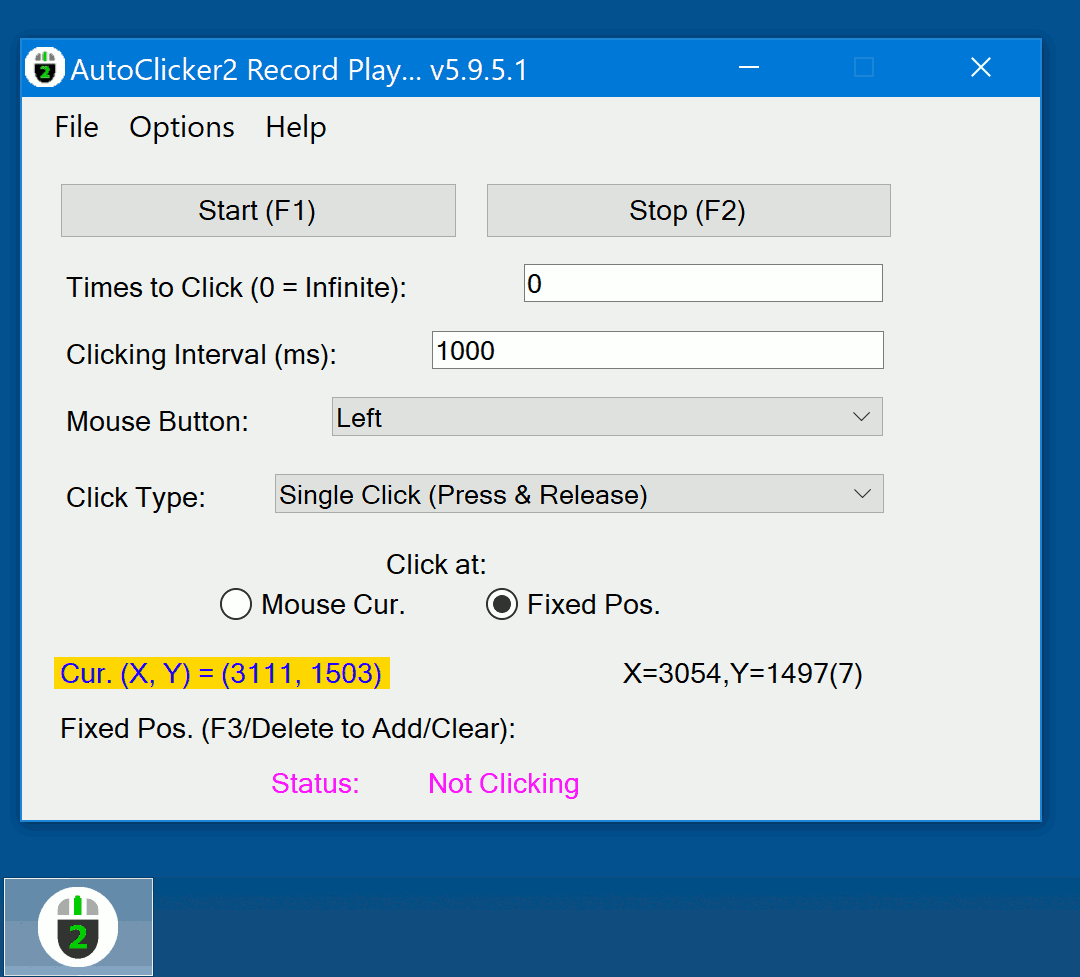 2 AutoClicker2 Record Play... v5.9.5.1
File Options Help
Start (F1) Stop (F2)
Times to Click (0 = Infinite): 0
Clicking Interval (ms): 1000
Mouse Button: Left
Click Type: Single Click (Press & Release)
Click at:
Mouse Cur. Fixed Pos.
Cur. (X, Y) = (3111, 1503) X=3054,Y=1497(7)
Fixed Pos. (F3/Delete to Add/Clear):
Status: Not Clicking
2